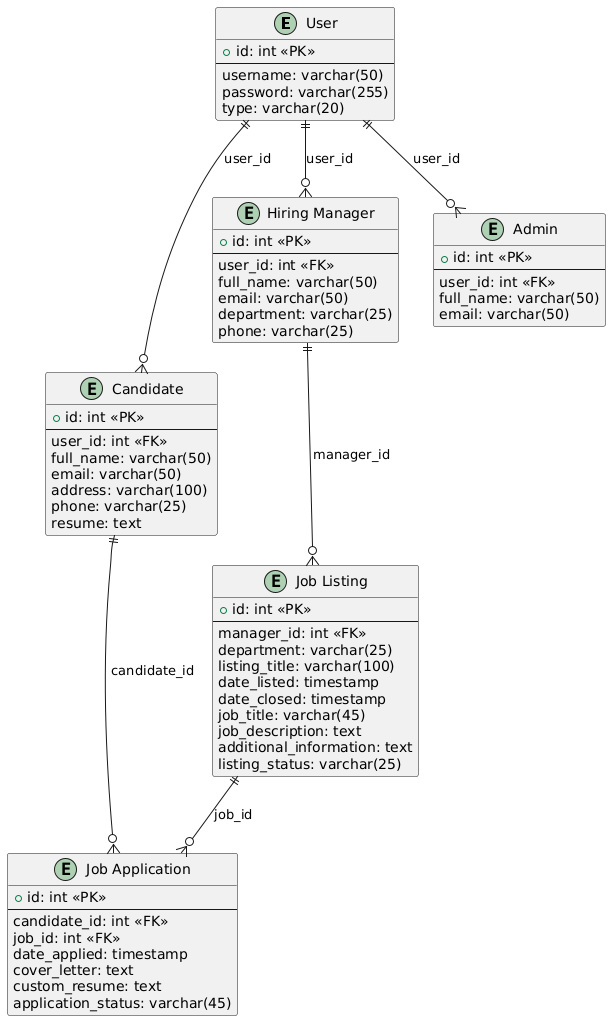 E User
id: int «PK»
username: varchar(50)
password: varchar(255)
type: varchar(20)
user_id
user_id
user_id
E Hiring Manager
id: int «PK»
user_id: int «FK»
full_name: varchar(50)
email: varchar(50)
department: varchar(25)
phone: varchar(25)
E Admin
id: int «PK»
user_id: int «FK»
full_name: varchar(50)
email: varchar(50)
E Candidate
id: int «PK»
user_id: int «FK»
full_name: varchar(50)
email: varchar(50)
address: varchar(100)
phone: varchar(25)
resume: text
manager_id
E Job Listing
id: int «PK»
manager_id: int «FK»
department: varchar(25)
listing_title: varchar(100)
date_listed: timestamp
date_closed: timestamp
job_title: varchar(45)
job_description: text
additional_information: text
listing_status: varchar(25)
candidate_id
job_id
E Job Application
id: int «PK»
candidate_id: int «FK»
job_id: int «FK»
date_applied: timestamp
cover_letter: text
custom_resume: text
application_status: varchar(45)